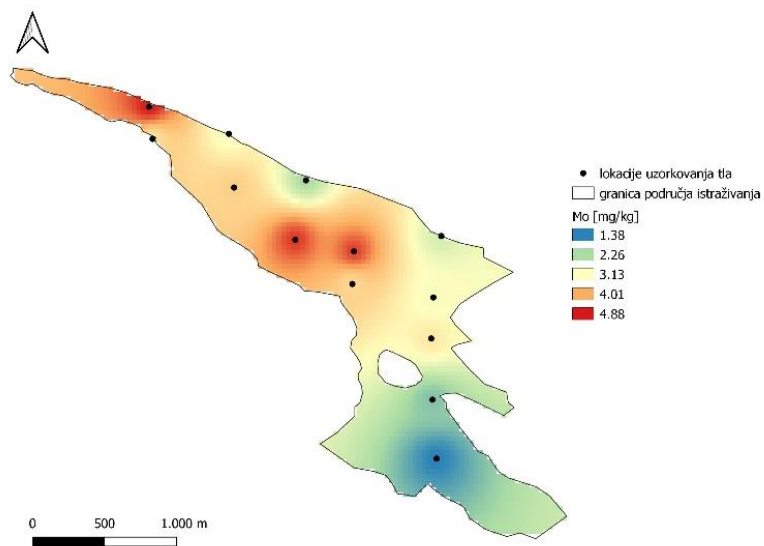 lokacije uzorkovanja tla
granica područja istraživanja
Mo [mg/kg]
1.38
2.26
3.13
4.01
4.88
0 500 1.000 m